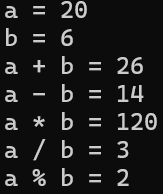 a = 20
b = 6
a + b = 26
a - b = 14
a * b = 120
a / b = 3
a % b = 2